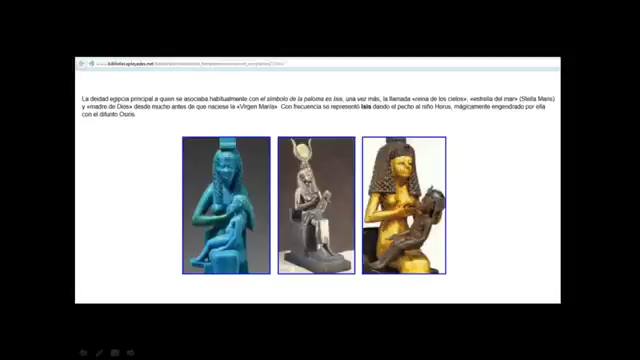 www.bibliotecapleyades.net
La deidad egipcia principal a quien se asociaba habitualmente con el símbolo de la paloma es Isis, una vez más, la llamada «reina de los cielos», «estrella del mar» (Stella Maris)
y «madre de Dios» desde mucho antes de que naciese la «Virgen María» Con frecuencia se representó Isis dando el pecho al niño Horus, mágicamente engendrado por ella
con el difunto Osiris.